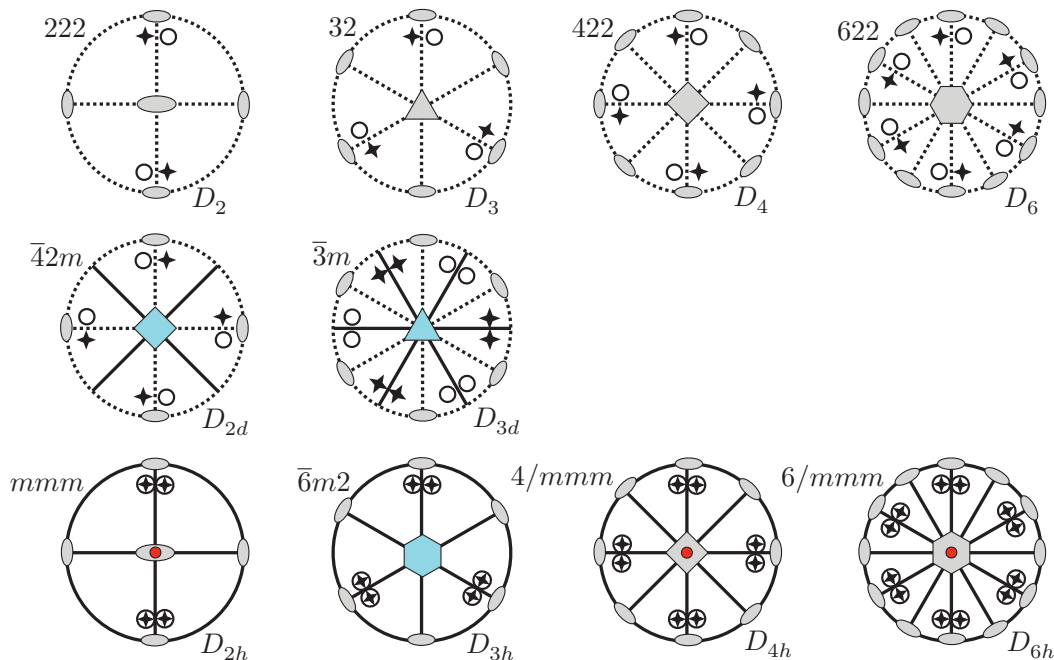 222
D₂
32
D₃
422
D₄
622
D₆
4̅2m
D₂d
3̅m
D₃d
mmm
D₂h
6̅m2
D₃h
4/mmm
D₄h
6/mmm
D₆h